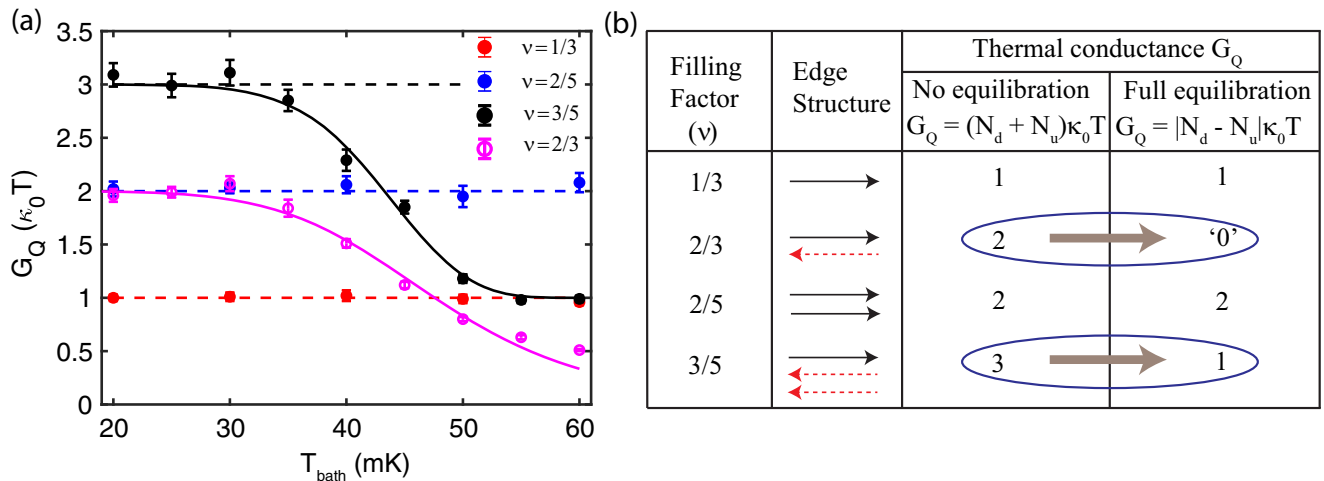 (a)
3.5
3
2.5
2
1.5
1
0.5
0
20
30
40
50
60
G_Q (κ_0T)
T_bath (mK)
ν=1/3
ν=2/5
ν=3/5
ν=2/3
(b)
Filling Factor (ν)
Edge Structure
Thermal conductance G_Q
No equilibration
G_Q = (N_d + N_u)κ_0T
Full equilibration
G_Q = |N_d - N_u|κ_0T
1/3 1 1
2/3 2 '0'
2/5 2 2
3/5 3 1